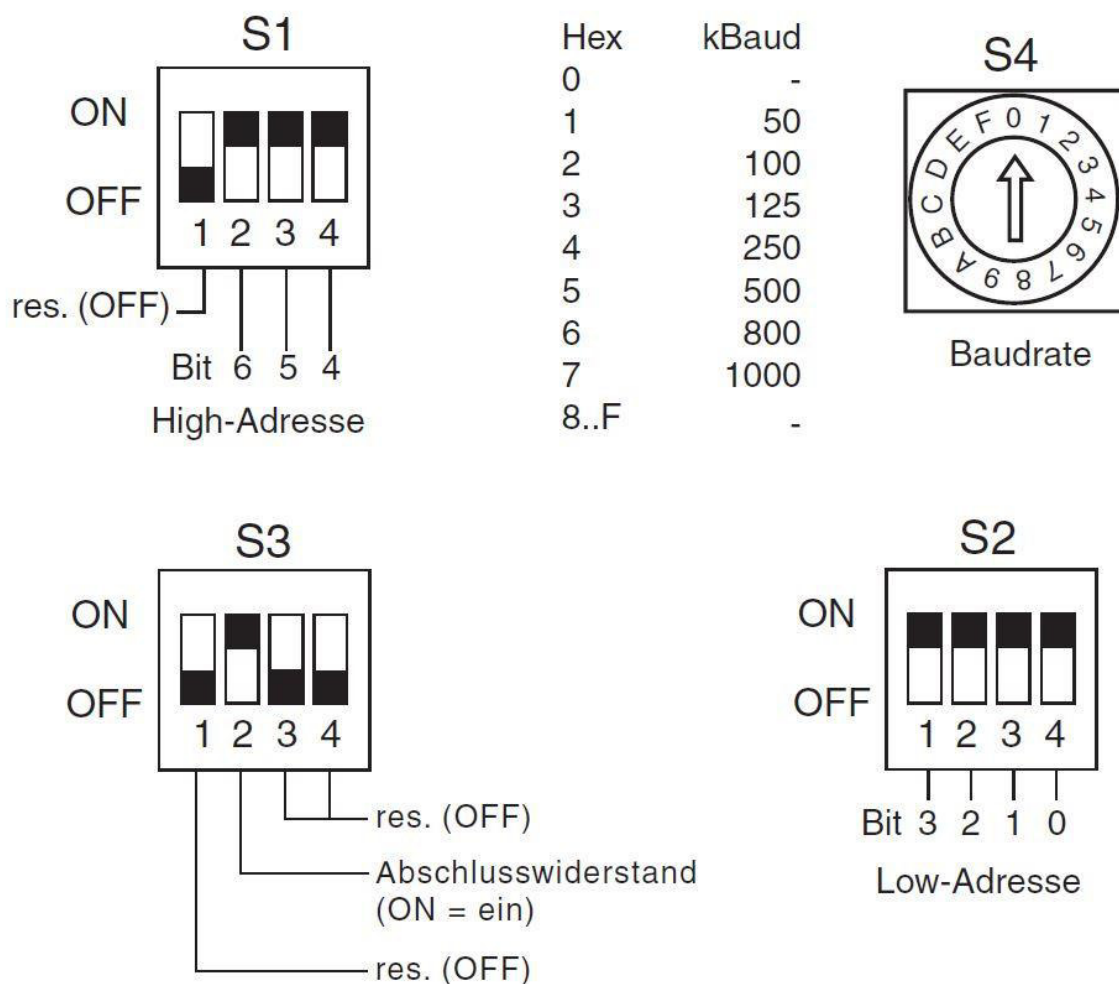 S1
ON
OFF
1 2 3 4
res. (OFF)
Bit 6 5 4
High-Adresse
Hex kBaud
0 -
1 50
2 100
3 125
4 250
5 500
6 800
7 1000
8..F -
S4
0 1 2 3 4 5 6 7 8 9 A B C D E F
Baudrate
S3
ON
OFF
1 2 3 4
res. (OFF)
Abschlusswiderstand
(ON = ein)
res. (OFF)
S2
ON
OFF
1 2 3 4
Bit 3 2 1 0
Low-Adresse